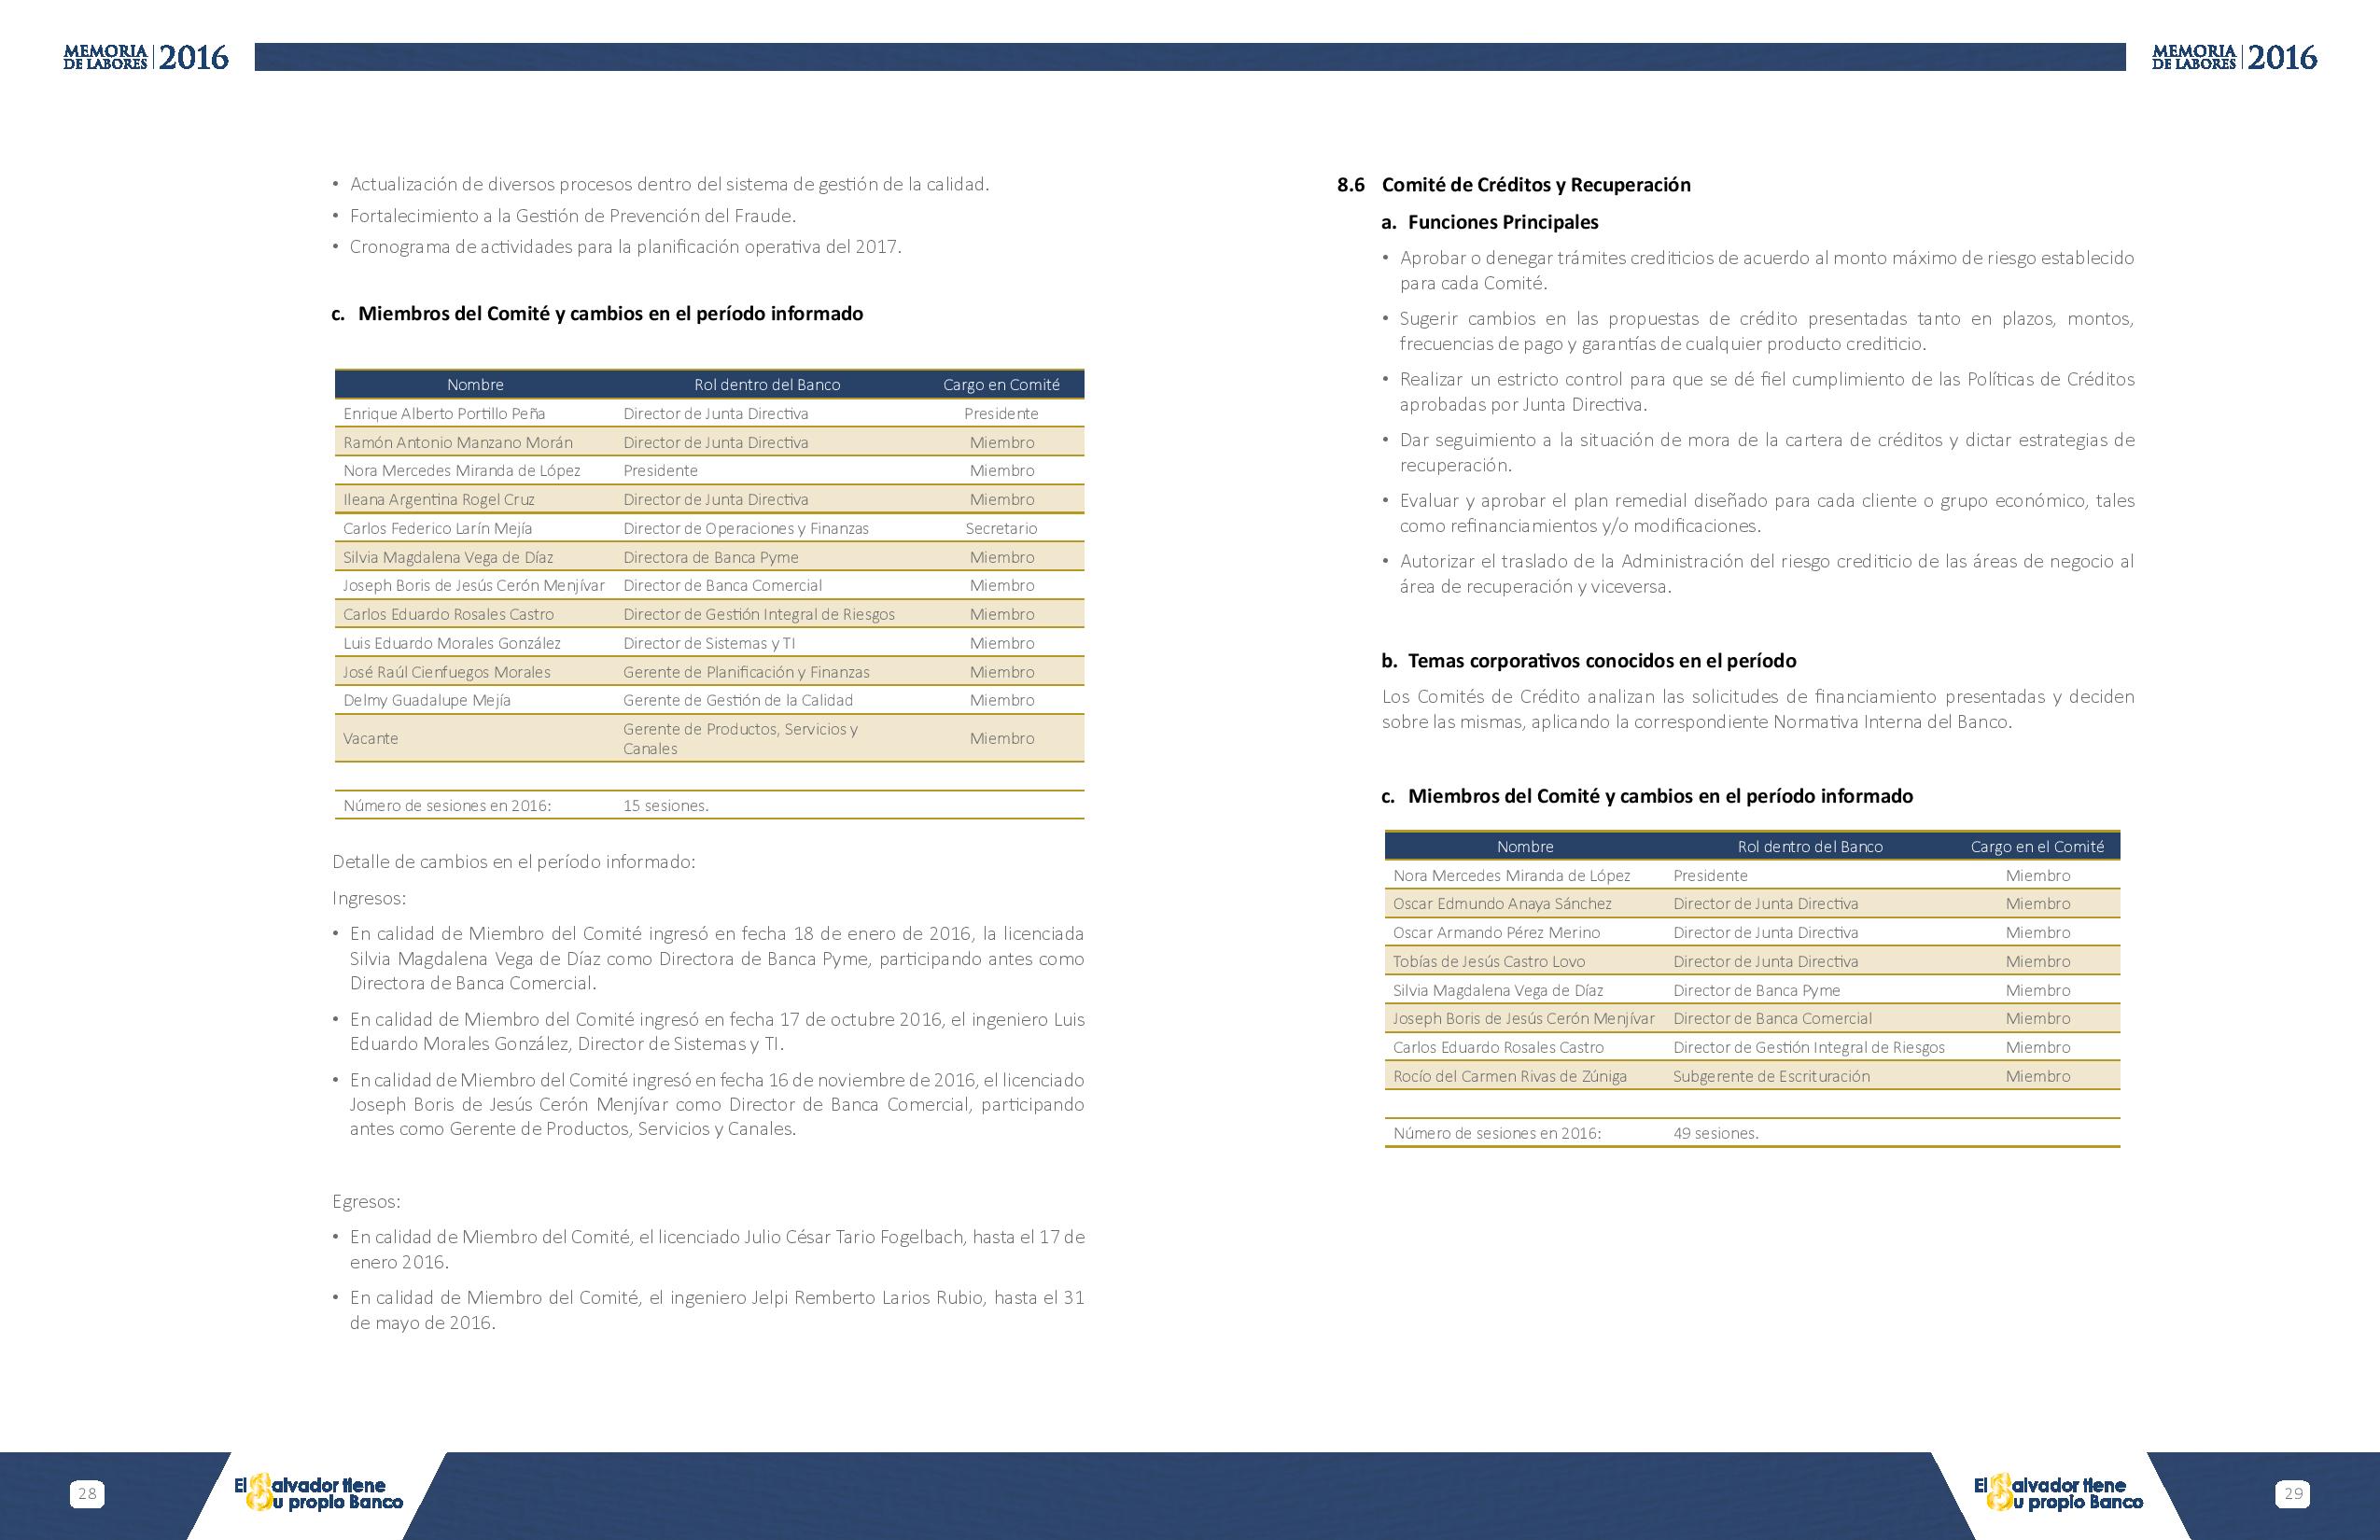 MEMORIA
DE LABORES 2016
MEMORIA
DE LABORES 2016
• Actualización de diversos procesos dentro del sistema de gestión de la calidad.
• Fortalecimiento a la Gestión de Prevención del Fraude.
• Cronograma de actividades para la planificación operativa del 2017.
c. Miembros del Comité y cambios en el período informado
Nombre Rol dentro del Banco Cargo en Comité
Enrique Alberto Portillo Peña Director de Junta Directiva Presidente
Ramón Antonio Manzano Morán Director de Junta Directiva Miembro
Nora Mercedes Miranda de López Presidente Miembro
Ileana Argentina Rogel Cruz Director de Junta Directiva Miembro
Carlos Federico Larín Mejía Director de Operaciones y Finanzas Secretario
Silvia Magdalena Vega de Díaz Directora de Banca Pyme Miembro
Joseph Boris de Jesús Cerón Menjívar Director de Banca Comercial Miembro
Carlos Eduardo Rosales Castro Director de Gestión Integral de Riesgos Miembro
Luis Eduardo Morales González Director de Sistemas y TI Miembro
José Raúl Cienfuegos Morales Gerente de Planificación y Finanzas Miembro
Delmy Guadalupe Mejía Gerente de Gestión de la Calidad Miembro
Vacante Gerente de Productos, Servicios y
Canales Miembro
Número de sesiones en 2016: 15 sesiones.
Detalle de cambios en el período informado:
Ingresos:
• En calidad de Miembro del Comité ingresó en fecha 18 de enero de 2016, la licenciada
Silvia Magdalena Vega de Díaz como Directora de Banca Pyme, participando antes como
Directora de Banca Comercial.
• En calidad de Miembro del Comité ingresó en fecha 17 de octubre 2016, el ingeniero Luis
Eduardo Morales González, Director de Sistemas y TI.
• En calidad de Miembro del Comité ingresó en fecha 16 de noviembre de 2016, el licenciado
Joseph Boris de Jesús Cerón Menjívar como Director de Banca Comercial, participando
antes como Gerente de Productos, Servicios y Canales.
Egresos:
• En calidad de Miembro del Comité, el licenciado Julio César Tario Fogelbach, hasta el 17 de
enero 2016.
• En calidad de Miembro del Comité, el ingeniero Jelpi Remberto Larios Rubio, hasta el 31
de mayo de 2016.
28
El Salvador tiene
Su propio Banco
8.6 Comité de Créditos y Recuperación
a. Funciones Principales
• Aprobar o denegar trámites crediticios de acuerdo al monto máximo de riesgo establecido
para cada Comité.
• Sugerir cambios en las propuestas de crédito presentadas tanto en plazos, montos,
frecuencias de pago y garantías de cualquier producto crediticio.
• Realizar un estricto control para que se dé fiel cumplimiento de las Políticas de Créditos
aprobadas por Junta Directiva.
• Dar seguimiento a la situación de mora de la cartera de créditos y dictar estrategias de
recuperación.
• Evaluar y aprobar el plan remedial diseñado para cada cliente o grupo económico, tales
como refinanciamientos y/o modificaciones.
• Autorizar el traslado de la Administración del riesgo crediticio de las áreas de negocio al
área de recuperación y viceversa.
b. Temas corporativos conocidos en el período
Los Comités de Crédito analizan las solicitudes de financiamiento presentadas y deciden
sobre las mismas, aplicando la correspondiente Normativa Interna del Banco.
c. Miembros del Comité y cambios en el período informado
Nombre Rol dentro del Banco Cargo en el Comité
Nora Mercedes Miranda de López Presidente Miembro
Oscar Edmundo Anaya Sánchez Director de Junta Directiva Miembro
Oscar Armando Pérez Merino Director de Junta Directiva Miembro
Tobías de Jesús Castro Lovo Director de Junta Directiva Miembro
Silvia Magdalena Vega de Díaz Director de Banca Pyme Miembro
Joseph Boris de Jesús Cerón Menjívar Director de Banca Comercial Miembro
Carlos Eduardo Rosales Castro Director de Gestión Integral de Riesgos Miembro
Rocío del Carmen Rivas de Zúniga Subgerente de Escrituración Miembro
Número de sesiones en 2016: 49 sesiones.
El Salvador tiene
Su propio Banco
29